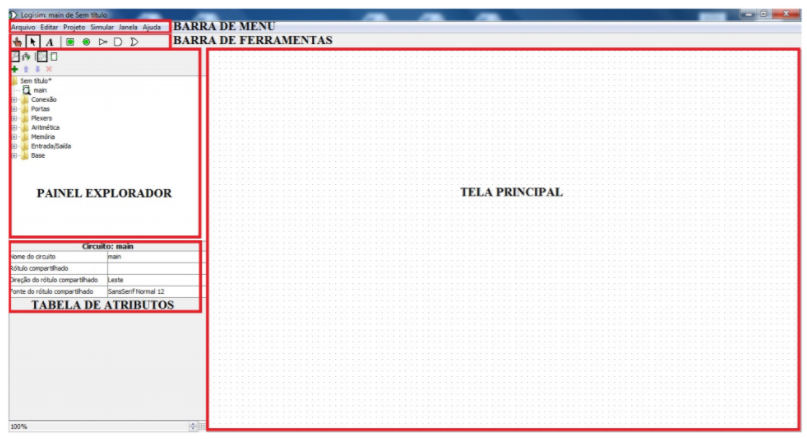 Logisim: main de Sem título
Arquivo Editar Projeto Simular Janela Ajuda
BARRA DE MENU
A
BARRA DE FERRAMENTAS
Sem título*
main
Conexão
Portas
Plexers
Aritmética
Memória
Entrada/Saída
Base
PAINEL EXPLORADOR
TELA PRINCIPAL
Circuito: main
Nome do circuito main
Rótulo compartilhado
Direção do rótulo compartilhado Leste
Fonte do rótulo compartilhado SansSerif Normal 12
TABELA DE ATRIBUTOS
100%